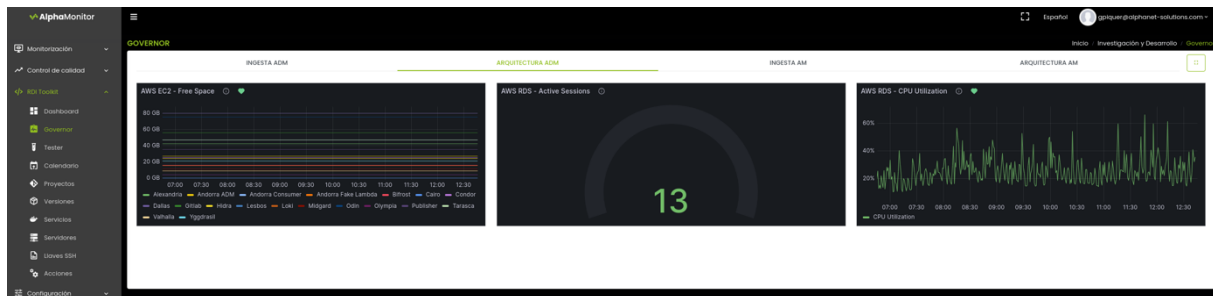 AlphaMonitor
Español
gpiquer@alphanet-solutions.com
Monitorización
Control de calidad
RDI Toolkit
Dashboard
Governor
Tester
Calendario
Proyectos
Versiones
Servicios
Servidores
Llaves SSH
Acciones
Configuración
GOVERNOR
Inicio / Investigación y Desarrollo / Governor
INGESTA ADM
ARQUITECTURA ADM
INGESTA AM
ARQUITECTURA AM
AWS EC2 - Free Space
80 GB
60 GB
40 GB
20 GB
0 GB
07:00 07:30 08:00 08:30 09:00 09:30 10:00 10:30 11:00 11:30 12:00 12:30
Alexandria Andorra ADM Andorra Consumer Andorra Fake Lambda Bifrost Cairo Condor
Dallas Gitlab Hidra Lesbos Loki Midgard Odin Olympia Publisher Tarasca
Valhalla Yggdrasil
AWS RDS - Active Sessions
13
AWS RDS - CPU Utilization
60%
40%
20%
07:00 07:30 08:00 08:30 09:00 09:30 10:00 10:30 11:00 11:30 12:00 12:30
CPU Utilization